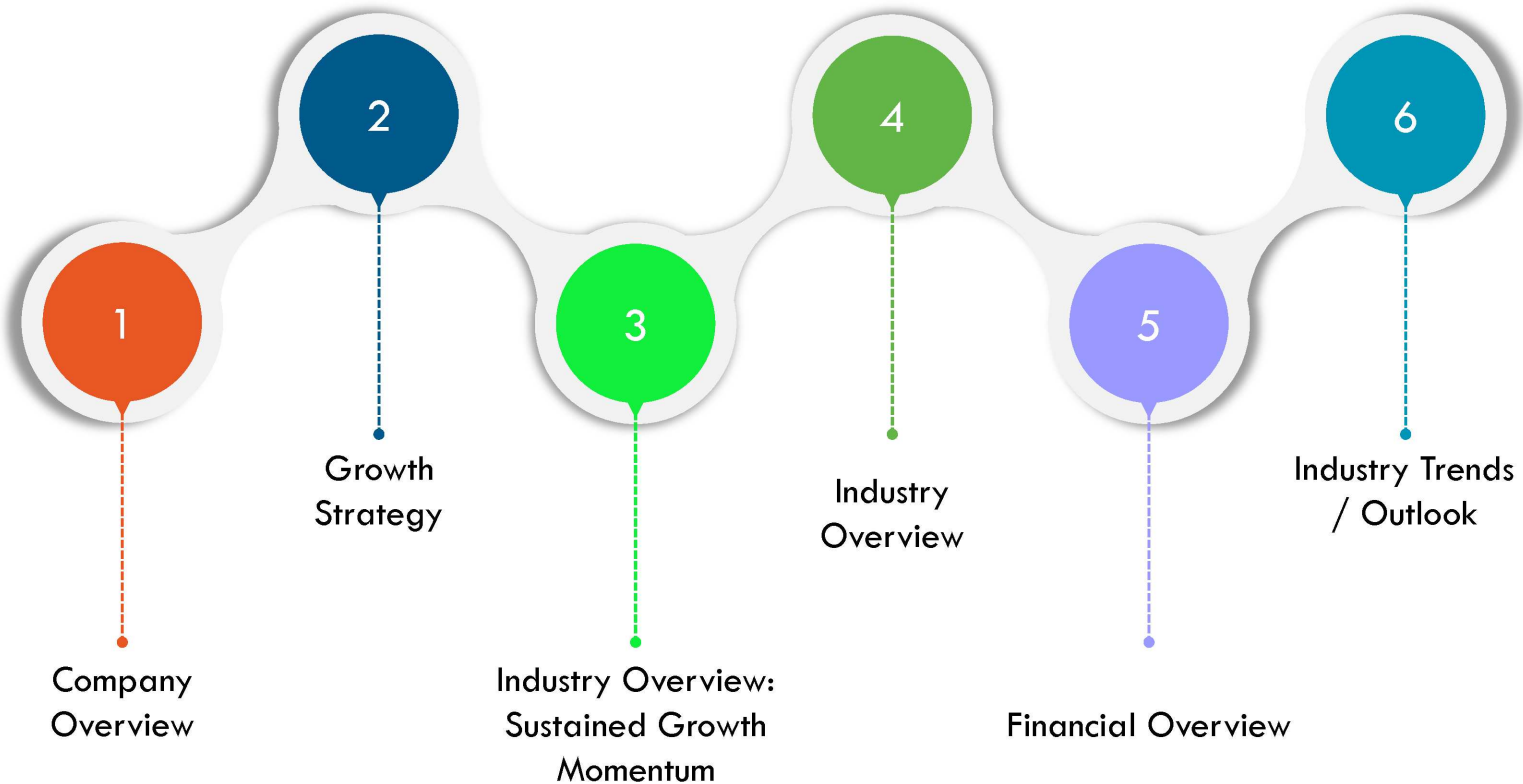 1
Company
Overview
2
Growth
Strategy
3
Industry Overview:
Sustained Growth
Momentum
4
Industry
Overview
5
Financial Overview
6
Industry Trends
/ Outlook